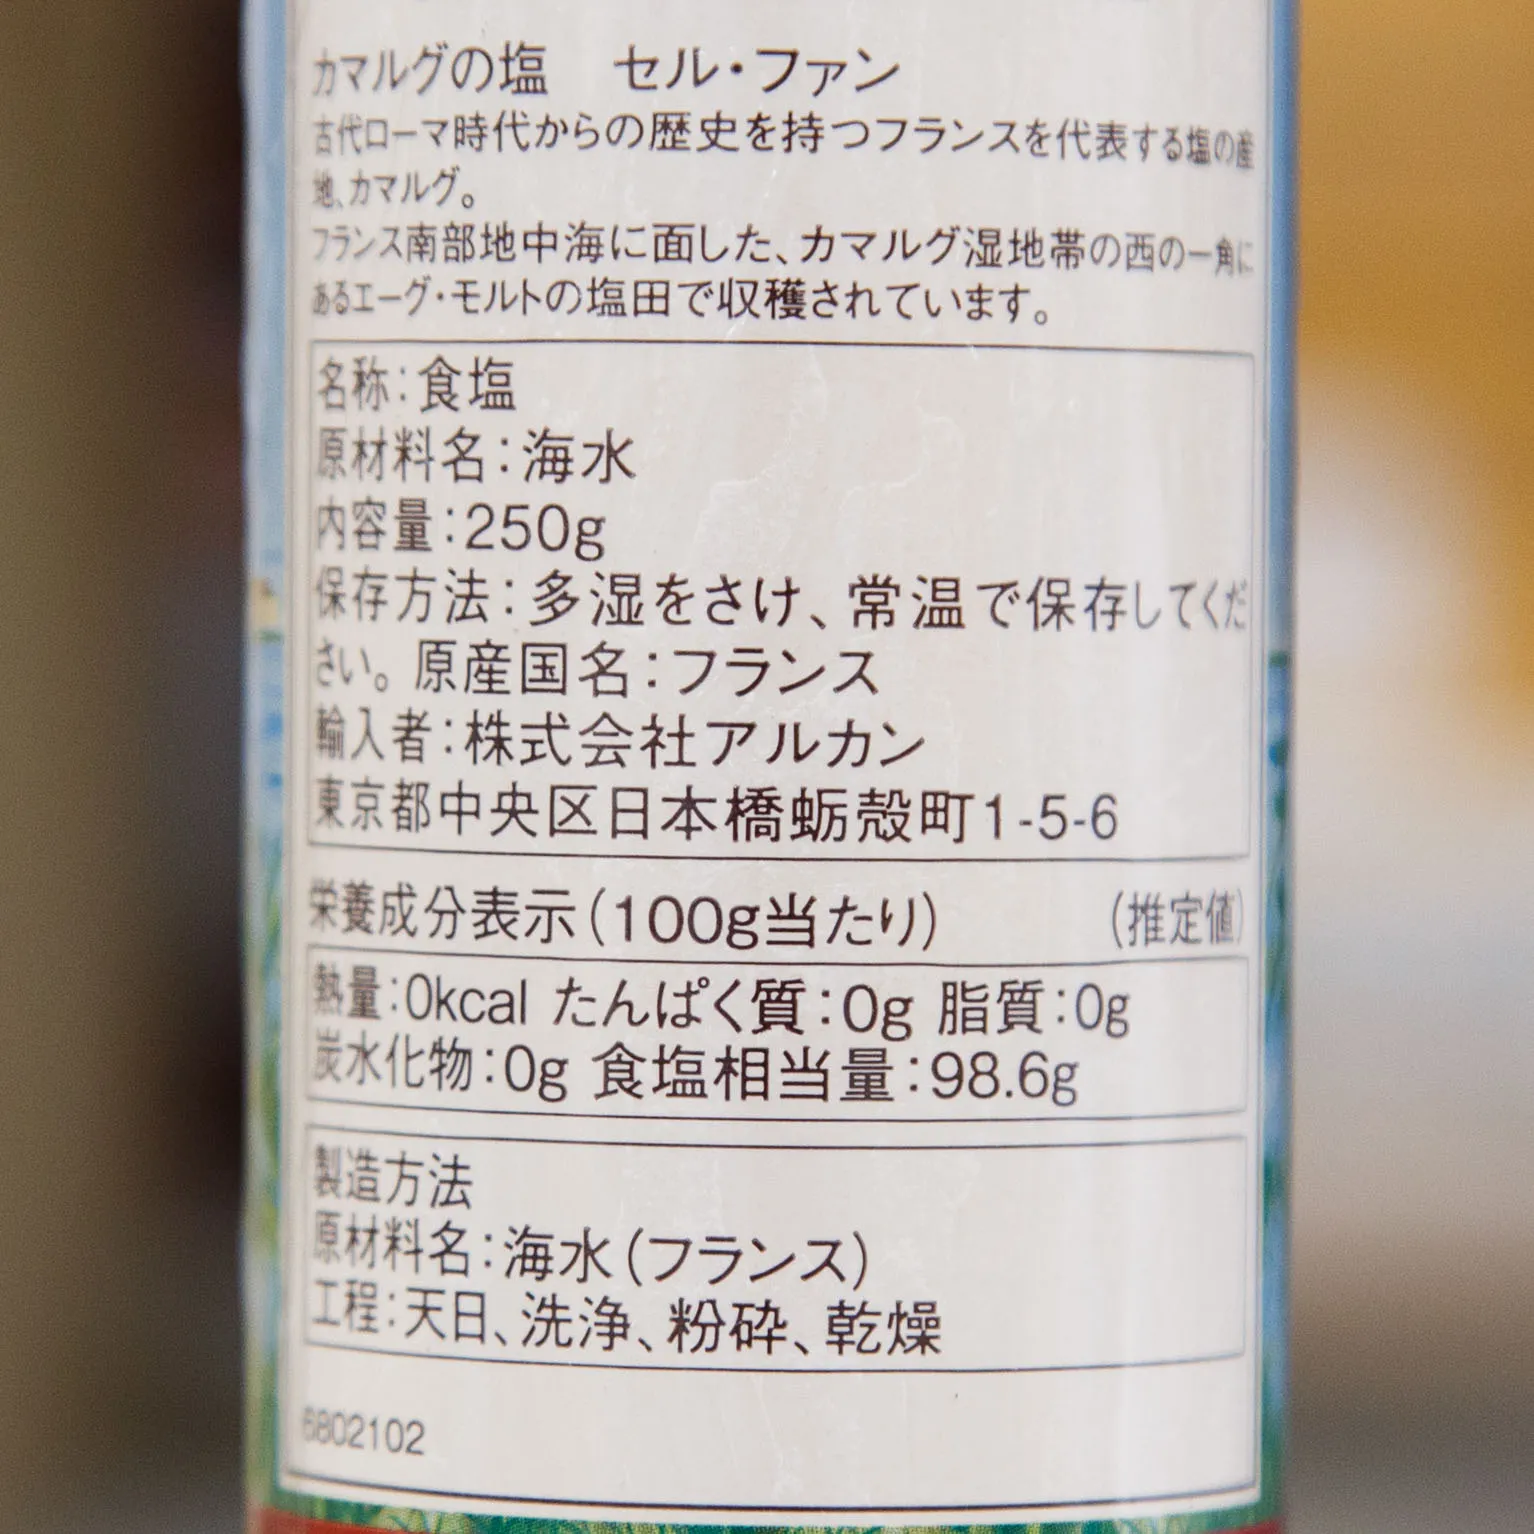 カマルグの塩　セル・ファン
古代ローマ時代からの歴史を持つフランスを代表する塩の産
地、カマルグ。
フランス南部地中海に面した、カマルグ湿地帯の西の一角に
あるエーグ・モルトの塩田で収穫されています。
名称：食塩
原材料名：海水
内容量：250g
保存方法：多湿をさけ、常温で保存してくだ
さい。原産国名：フランス
輸入者：株式会社アルカン
東京都中央区日本橋蛎殻町1-5-6
栄養成分表示（100g当たり）　（推定値）
熱量：0kcal たんぱく質：0g 脂質：0g
炭水化物：0g 食塩相当量：98.6g
製造方法
原材料名：海水（フランス）
工程：天日、洗浄、粉砕、乾燥
6802102